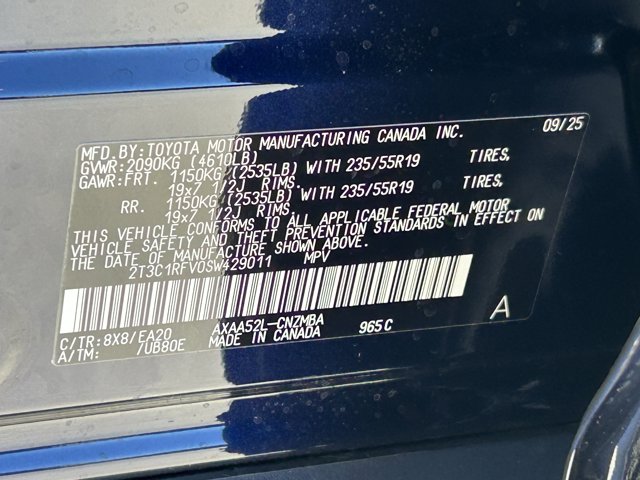 MFD. BY: TOYOTA MOTOR MANUFACTURING CANADA INC. 09/25
GVWR: 2090KG (4610LB)
GAWR: FRT. 1150KG (2535LB) WITH 235/55R19 TIRES,
19x7 1/2J RIMS.
RR. 1150KG (2535LB) WITH 235/55R19 TIRES,
19x7 1/2J RIMS.
THIS VEHICLE CONFORMS TO ALL APPLICABLE FEDERAL MOTOR
VEHICLE SAFETY AND THEFT PREVENTION STANDARDS IN EFFECT ON
THE DATE OF MANUFACTURE SHOWN ABOVE.
2T3C1RFV0SW429011 MPV
C/TR: 8X8/EA20 AXAA52L-CNZMBA 965C A
A/TM: /UB80E MADE IN CANADA